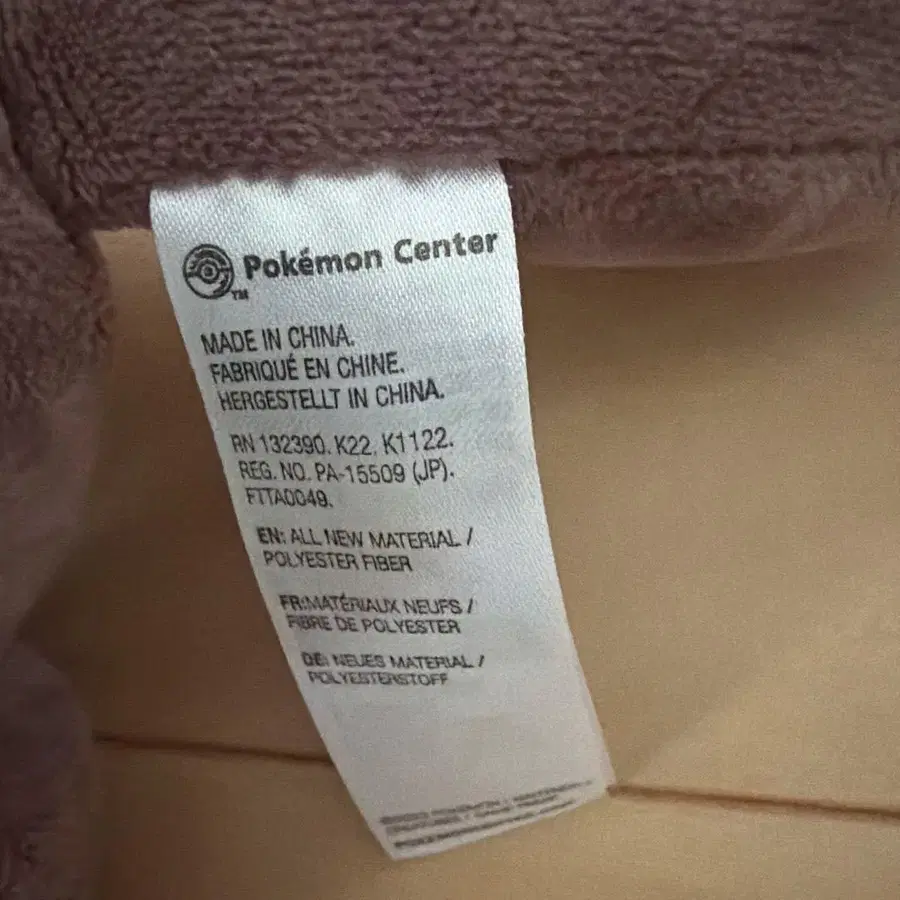 Pokémon Center
TM
MADE IN CHINA.
FABRIQUÉ EN CHINE.
HERGESTELLT IN CHINA.
RN 132390. K22. K1122.
REG. NO. PA-15509 (JP).
FTTA0049.
EN: ALL NEW MATERIAL /
POLYESTER FIBER
FR:MATÉRIAUX NEUFS /
FIBRE DE POLYESTER
DE: NEUES MATERIAL /
POLYESTERSTOFF